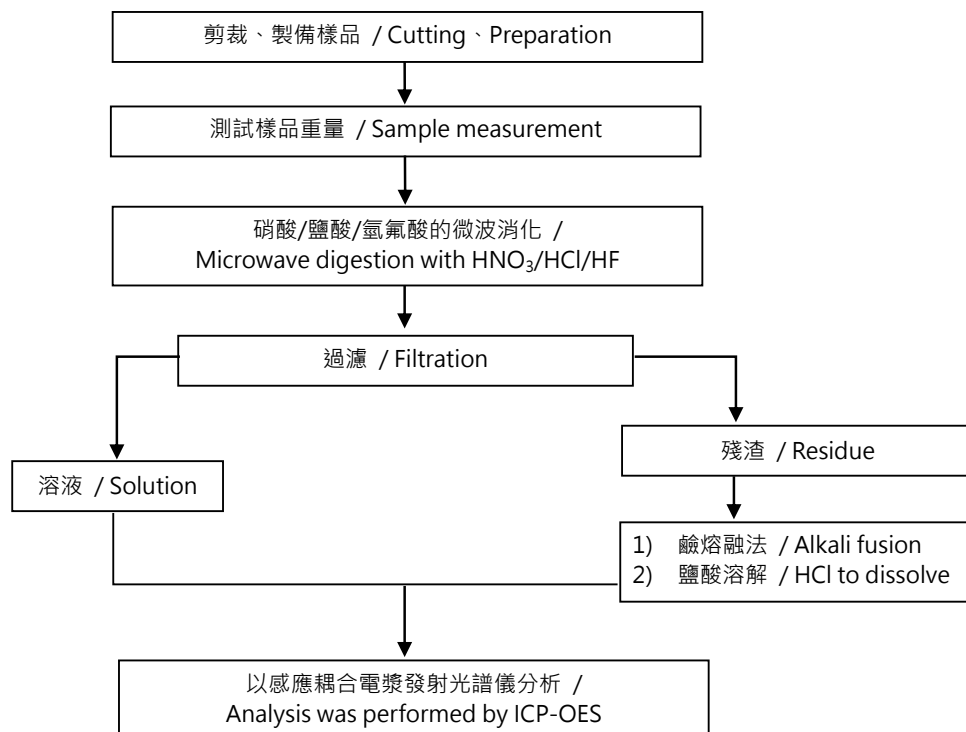 剪裁、製備樣品 / Cutting、Preparation
測試樣品重量 / Sample measurement
硝酸/鹽酸/氫氟酸的微波消化 /
Microwave digestion with HNO₃/HCl/HF
過濾 / Filtration
溶液 / Solution
殘渣 / Residue
1) 鹼熔融法 / Alkali fusion
2) 鹽酸溶解 / HCl to dissolve
以感應耦合電漿發射光譜儀分析 /
Analysis was performed by ICP-OES